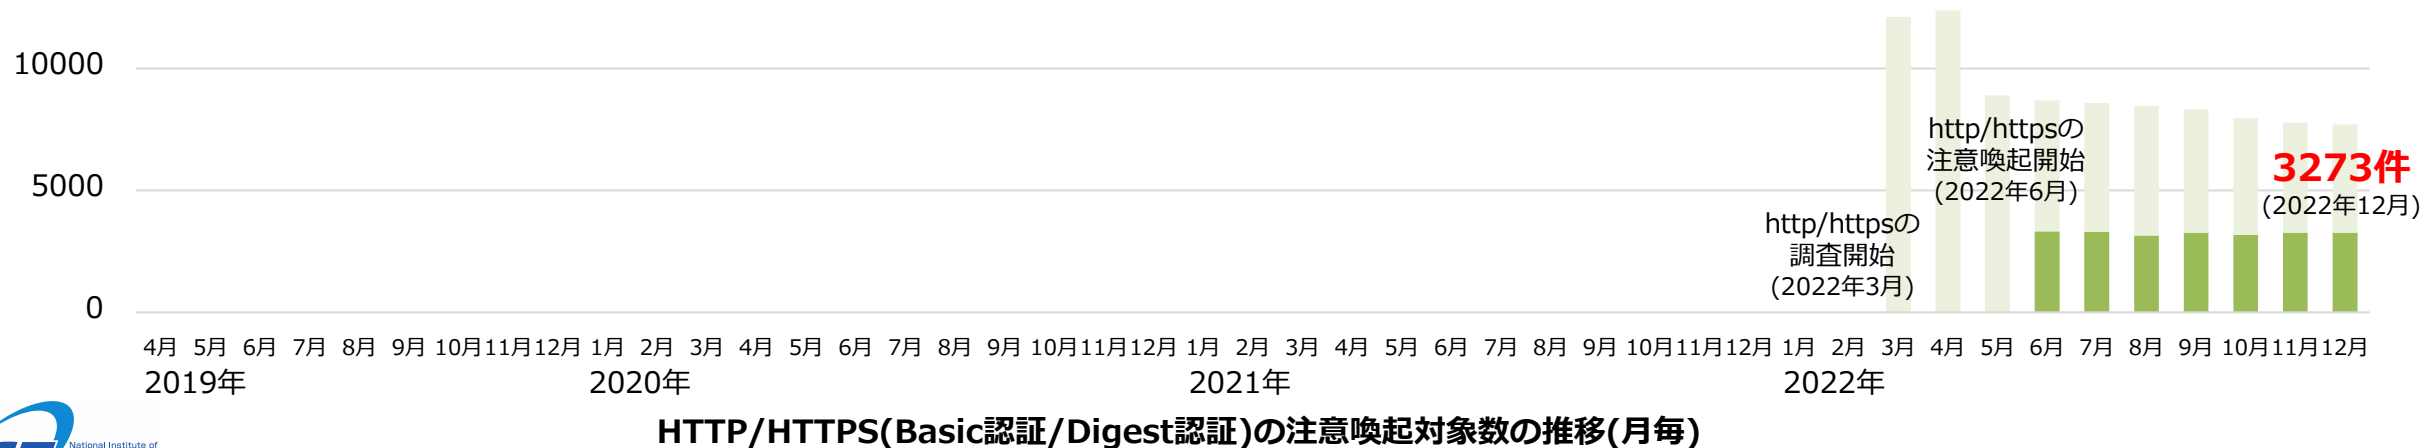 10000
5000
0
http/httpsの
注意喚起開始
(2022年6月)
3273件
(2022年12月)
http/httpsの
調査開始
(2022年3月)
4月 5月 6月 7月 8月 9月 10月 11月 12月 1月 2月 3月 4月 5月 6月 7月 8月 9月 10月 11月 12月 1月 2月 3月 4月 5月 6月 7月 8月 9月 10月 11月 12月 1月 2月 3月 4月 5月 6月 7月 8月 9月 10月 11月 12月
2019年 2020年 2021年 2022年
HTTP/HTTPS(Basic認証/Digest認証)の注意喚起対象数の推移(月毎)
National Institute of